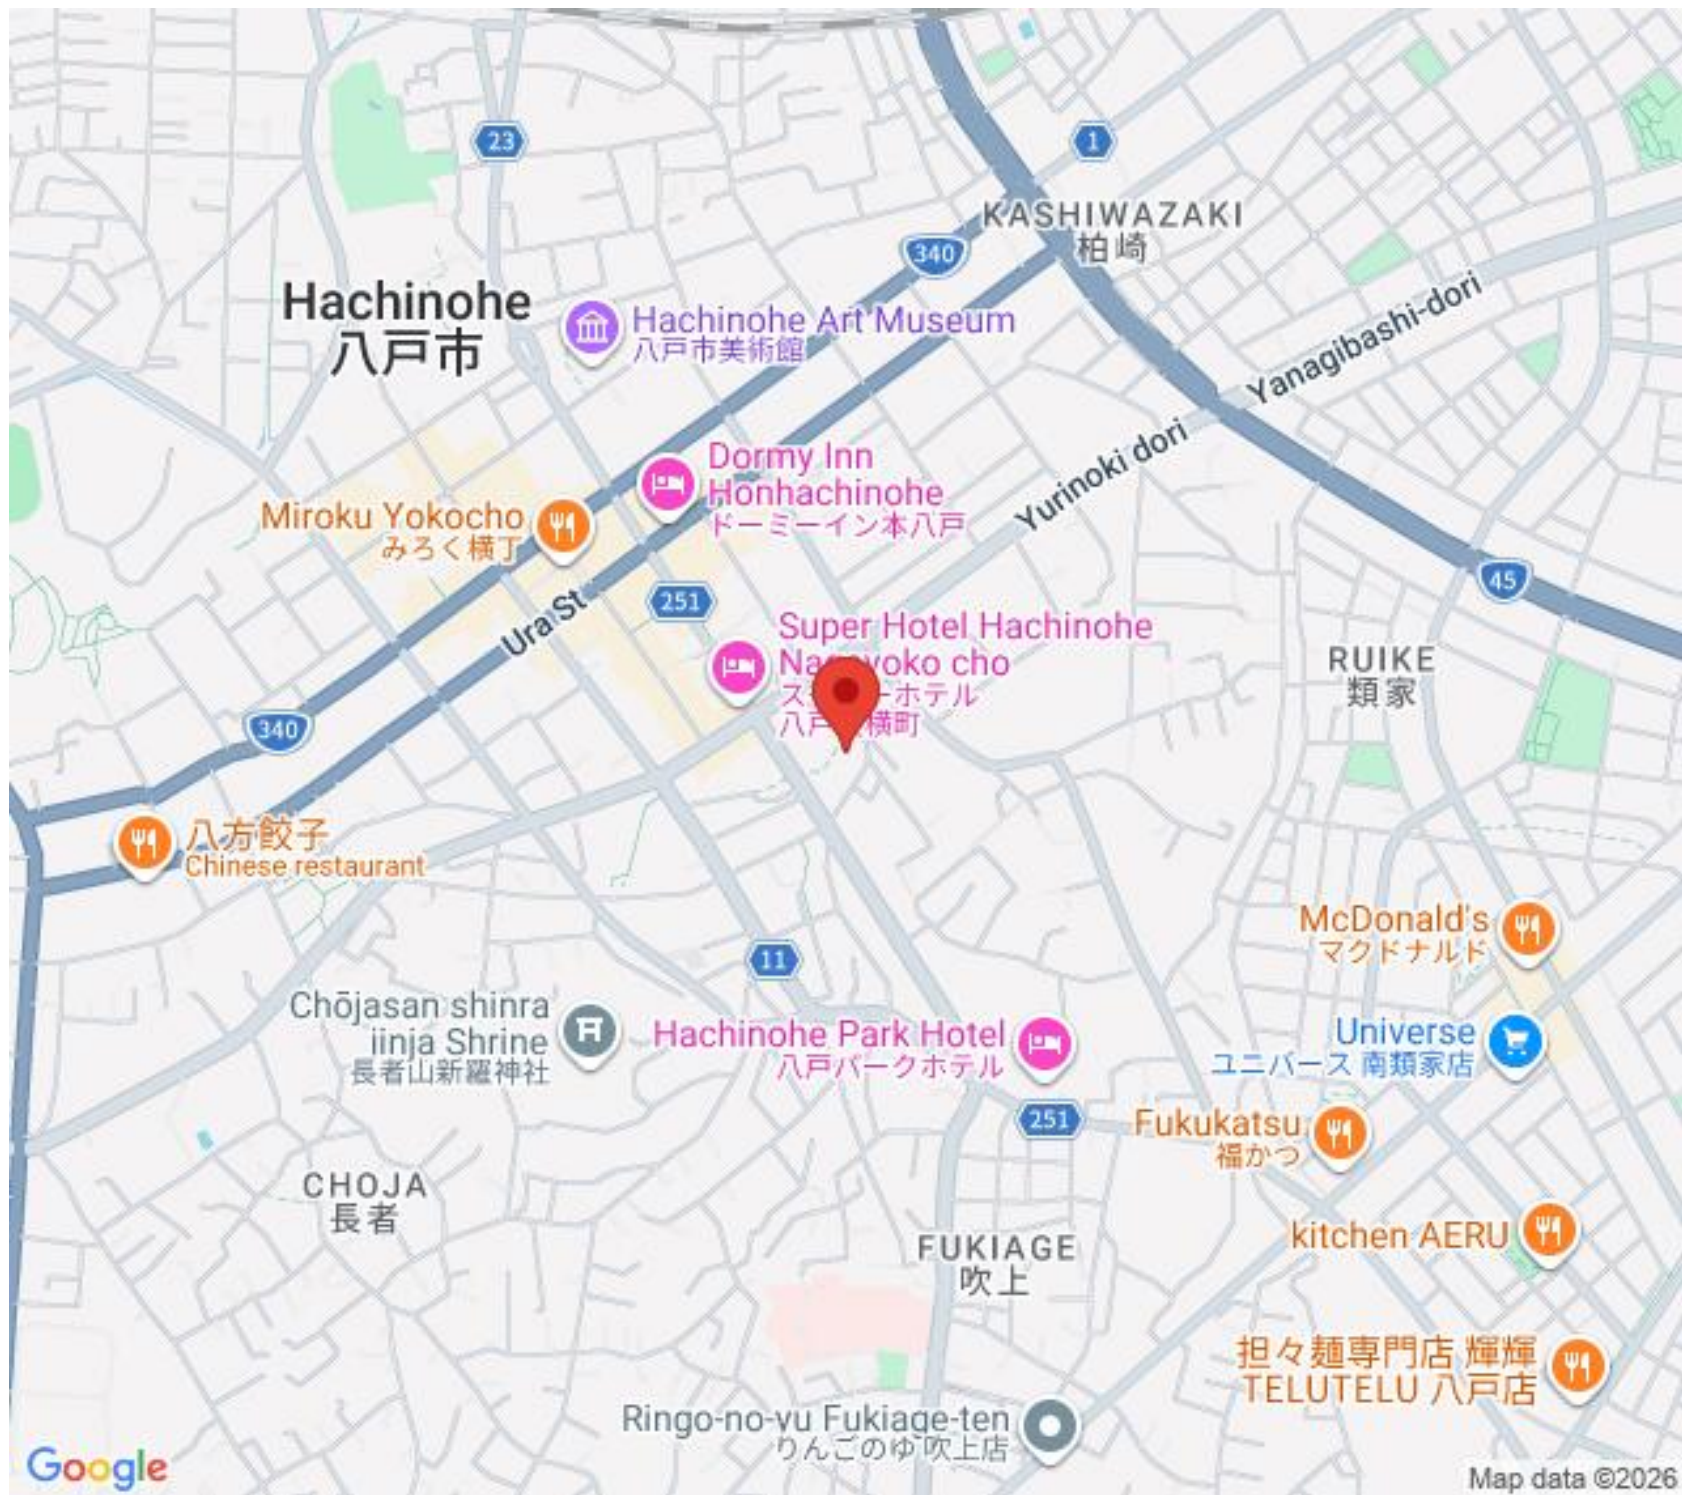 23
1
KASHIWAZAKI
柏崎
340
Hachinohe
八戸市
Hachinohe Art Museum
八戸市美術館
Yanagibashi-dori
Yurinoki dori
Dormy Inn
Honhachinohe
ドーミーイン本八戸
Miroku Yokocho
みろく横丁
45
251
Ura St
Super Hotel Hachinohe
cho
ホテル
横町
RUIKE
類家
340
八方餃子
Chinese restaurant
McDonald's
マクドナルド
11
Chōjasan shinra
jinja Shrine
長者山新羅神社
Hachinohe Park Hotel
八戸パークホテル
Universe
ユニバース 南類家店
251
Fukukatsu
福かつ
CHOJA
長者
FUKIAGE
吹上
kitchen AERU
担々麺専門店 輝輝
TELUTELU 八戸店
Ringo-no-yu Fukiage-ten
りんごのゆ 吹上店
Google
Map data ©2026